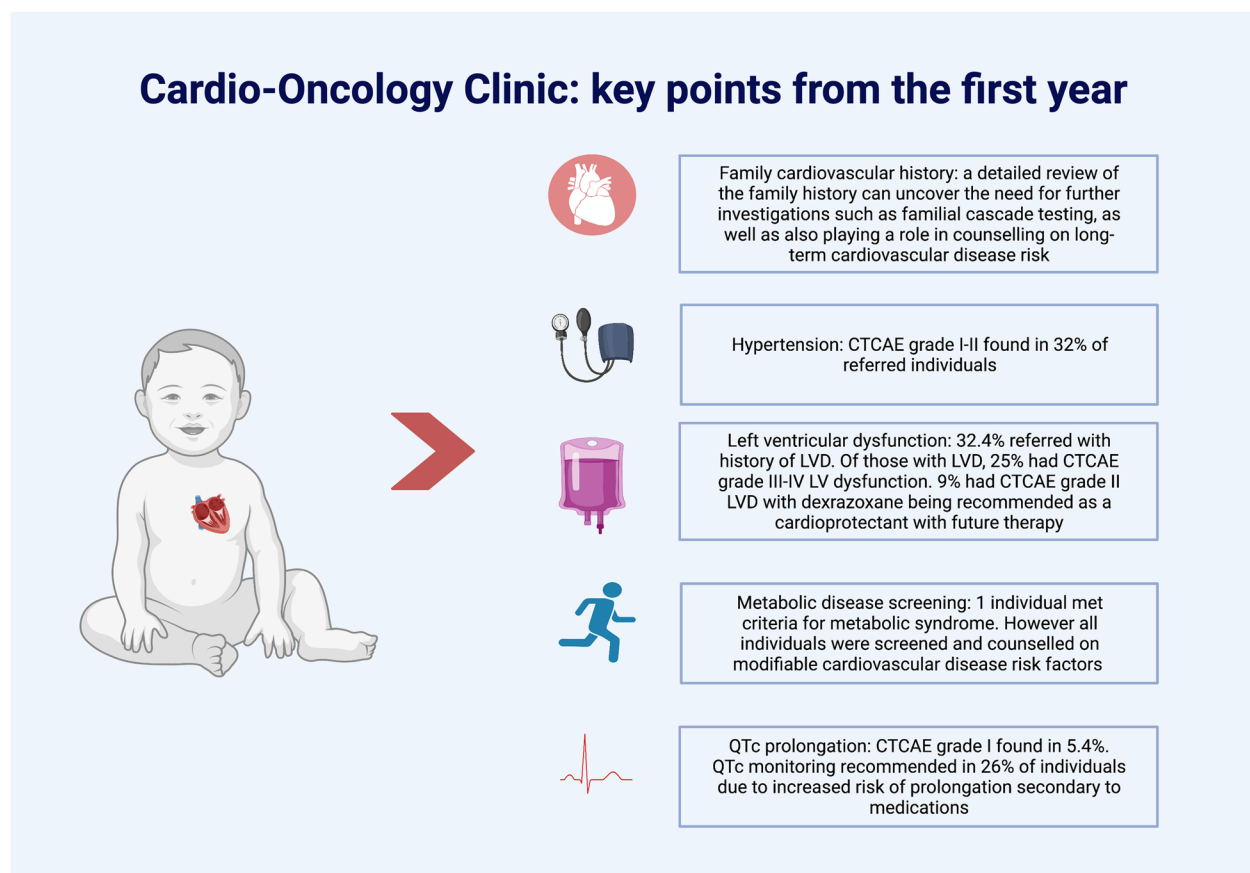 Cardio-Oncology Clinic: key points from the first year
Family cardiovascular history: a detailed review of
the family history can uncover the need for further
investigations such as familial cascade testing, as
well as also playing a role in counselling on long-
term cardiovascular disease risk
Hypertension: CTCAE grade I-II found in 32% of
referred individuals
Left ventricular dysfunction: 32.4% referred with
history of LVD. Of those with LVD, 25% had CTCAE
grade III-IV LV dysfunction. 9% had CTCAE grade II
LVD with dexrazoxane being recommended as a
cardioprotectant with future therapy
Metabolic disease screening: 1 individual met
criteria for metabolic syndrome. However all
individuals were screened and counselled on
modifiable cardiovascular disease risk factors
QTc prolongation: CTCAE grade I found in 5.4%.
QTc monitoring recommended in 26% of individuals
due to increased risk of prolongation secondary to
medications